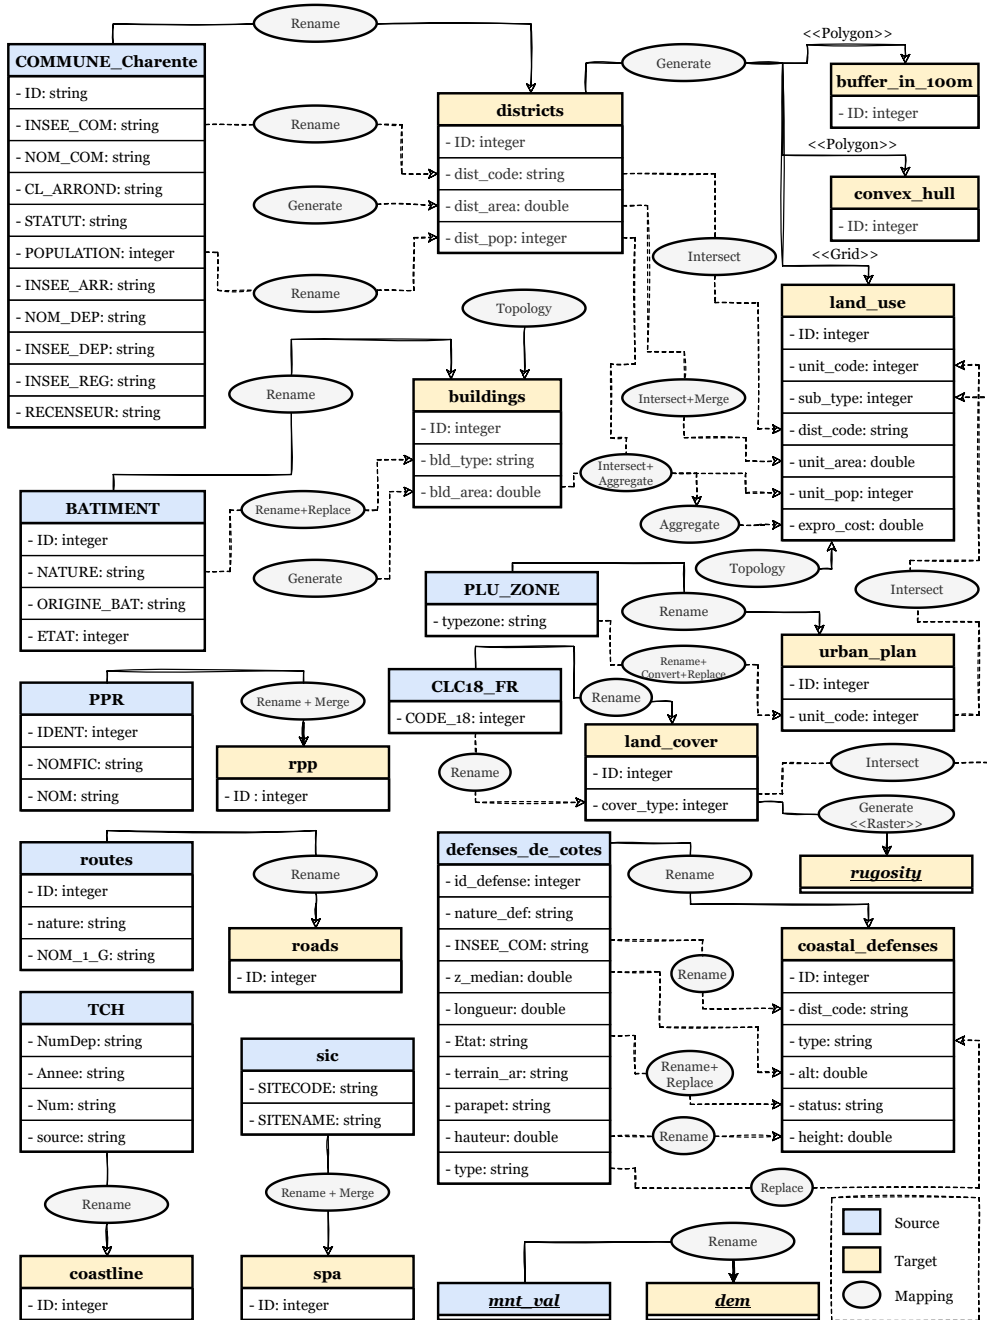 Rename
<<Polygon>>
COMMUNE_Charente
- ID: string
- INSEE_COM: string
- NOM_COM: string
- CL_ARROND: string
- STATUT: string
- POPULATION: integer
- INSEE_ARR: string
- NOM_DEP: string
- INSEE_DEP: string
- INSEE_REG: string
- RECENSEUR: string
Rename
Generate
Rename
districts
- ID: integer
- dist_code: string
- dist_area: double
- dist_pop: integer
Generate
buffer_in_100m
- ID: integer
<<Polygon>>
convex_hull
- ID: integer
<<Grid>>
Intersect
land_use
- ID: integer
- unit_code: integer
- sub_type: integer
- dist_code: string
- unit_area: double
- unit_pop: integer
- expro_cost: double
Topology
Rename
buildings
- ID: integer
- bld_type: string
- bld_area: double
Intersect+Merge
Intersect+
Aggregate
Aggregate
Topology
BATIMENT
- ID: integer
- NATURE: string
- ORIGINE_BAT: string
- ETAT: integer
Rename+Replace
Generate
PLU_ZONE
- typezone: string
Rename
Intersect
Rename+
Convert+Replace
urban_plan
- ID: integer
- unit_code: integer
PPR
- IDENT: integer
- NOMFIC: string
- NOM: string
Rename + Merge
rpp
- ID : integer
CLC18_FR
- CODE_18: integer
Rename
Rename
land_cover
- ID: integer
- cover_type: integer
Intersect
Generate
<<Raster>>
rugosity
routes
- ID: integer
- nature: string
- NOM_1_G: string
Rename
roads
- ID: integer
defenses_de_cotes
- id_defense: integer
- nature_def: string
- INSEE_COM: string
- z_median: double
- longueur: double
- Etat: string
- terrain_ar: string
- parapet: string
- hauteur: double
- type: string
Rename
Rename
Rename+
Replace
Rename
Replace
coastal_defenses
- ID: integer
- dist_code: string
- type: string
- alt: double
- status: string
- height: double
TCH
- NumDep: string
- Annee: string
- Num: string
- source: string
Rename
coastline
- ID: integer
sic
- SITECODE: string
- SITENAME: string
Rename + Merge
spa
- ID: integer
Rename
mnt_val
dem
Source
Target
Mapping